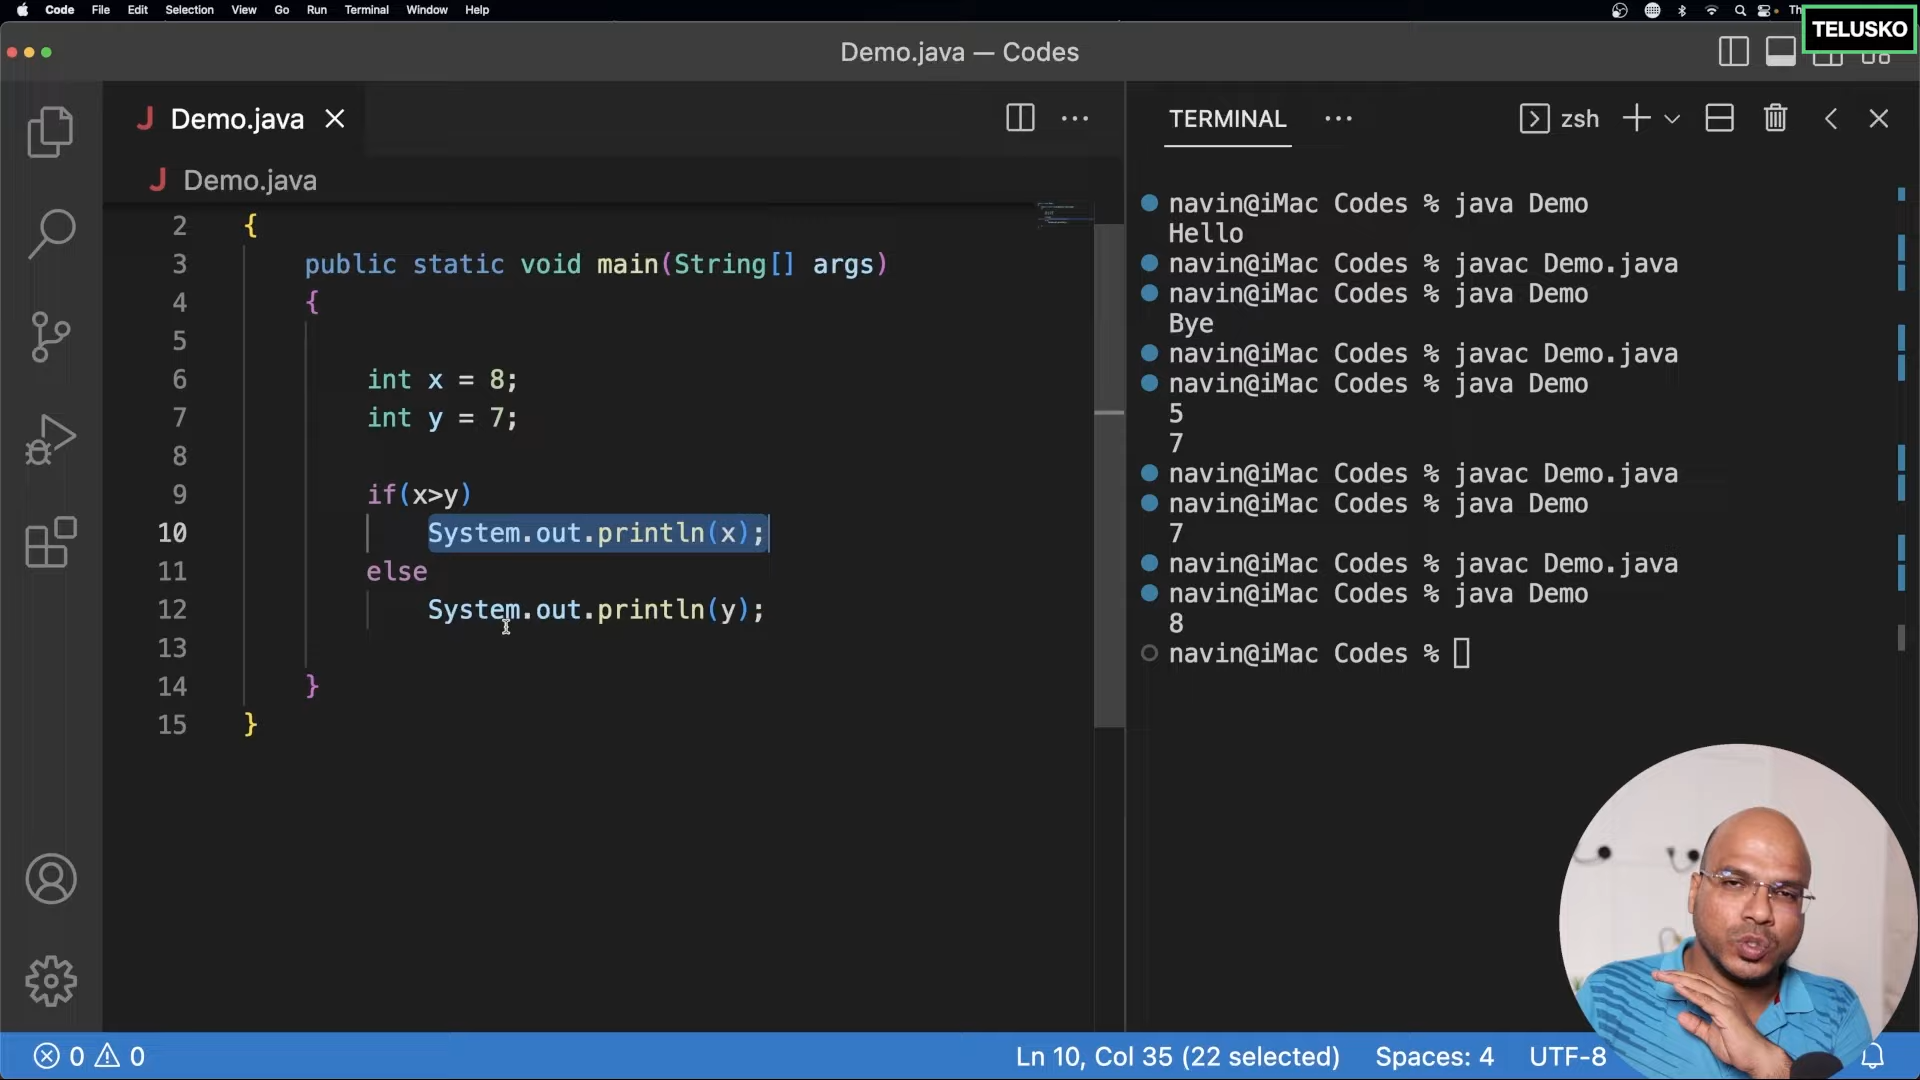 Code File Edit Selection View Go Run Terminal Window Help
TELUSKO
Demo.java — Codes
Demo.java
Demo.java
2 {
3 public static void main(String[] args)
4 {
5
6 int x = 8;
7 int y = 7;
8
9 if(x>y)
10 System.out.println(x);
11 else
12 System.out.println(y);
13
14 }
15 }
TERMINAL
zsh
navin@iMac Codes % java Demo
Hello
navin@iMac Codes % javac Demo.java
navin@iMac Codes % java Demo
Bye
navin@iMac Codes % javac Demo.java
navin@iMac Codes % java Demo
5
7
navin@iMac Codes % javac Demo.java
navin@iMac Codes % java Demo
7
navin@iMac Codes % javac Demo.java
navin@iMac Codes % java Demo
8
navin@iMac Codes %
0 0 Ln 10, Col 35 (22 selected) Spaces: 4 UTF-8